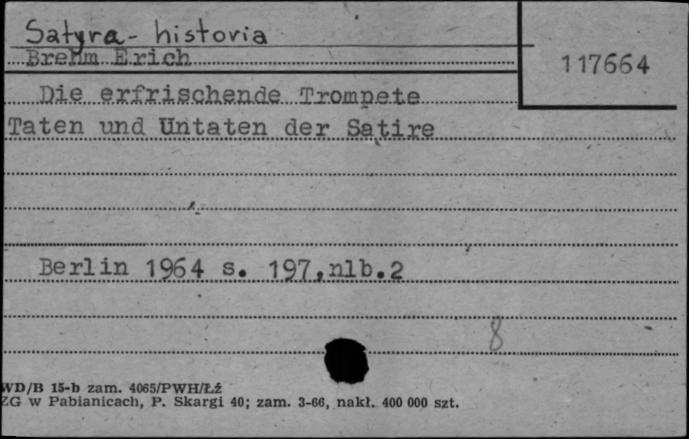 Satyra - historia
Brehm Erich
117664
Die erfrischende Trompete
Taten und Untaten der Satire
Berlin 1964 s. 197,nlb.2
8
WD/B 15-b zam. 4065/PWH/Łź
ZG w Pabianicach, P. Skargi 40; zam. 3-66, nakł. 400 000 szt.